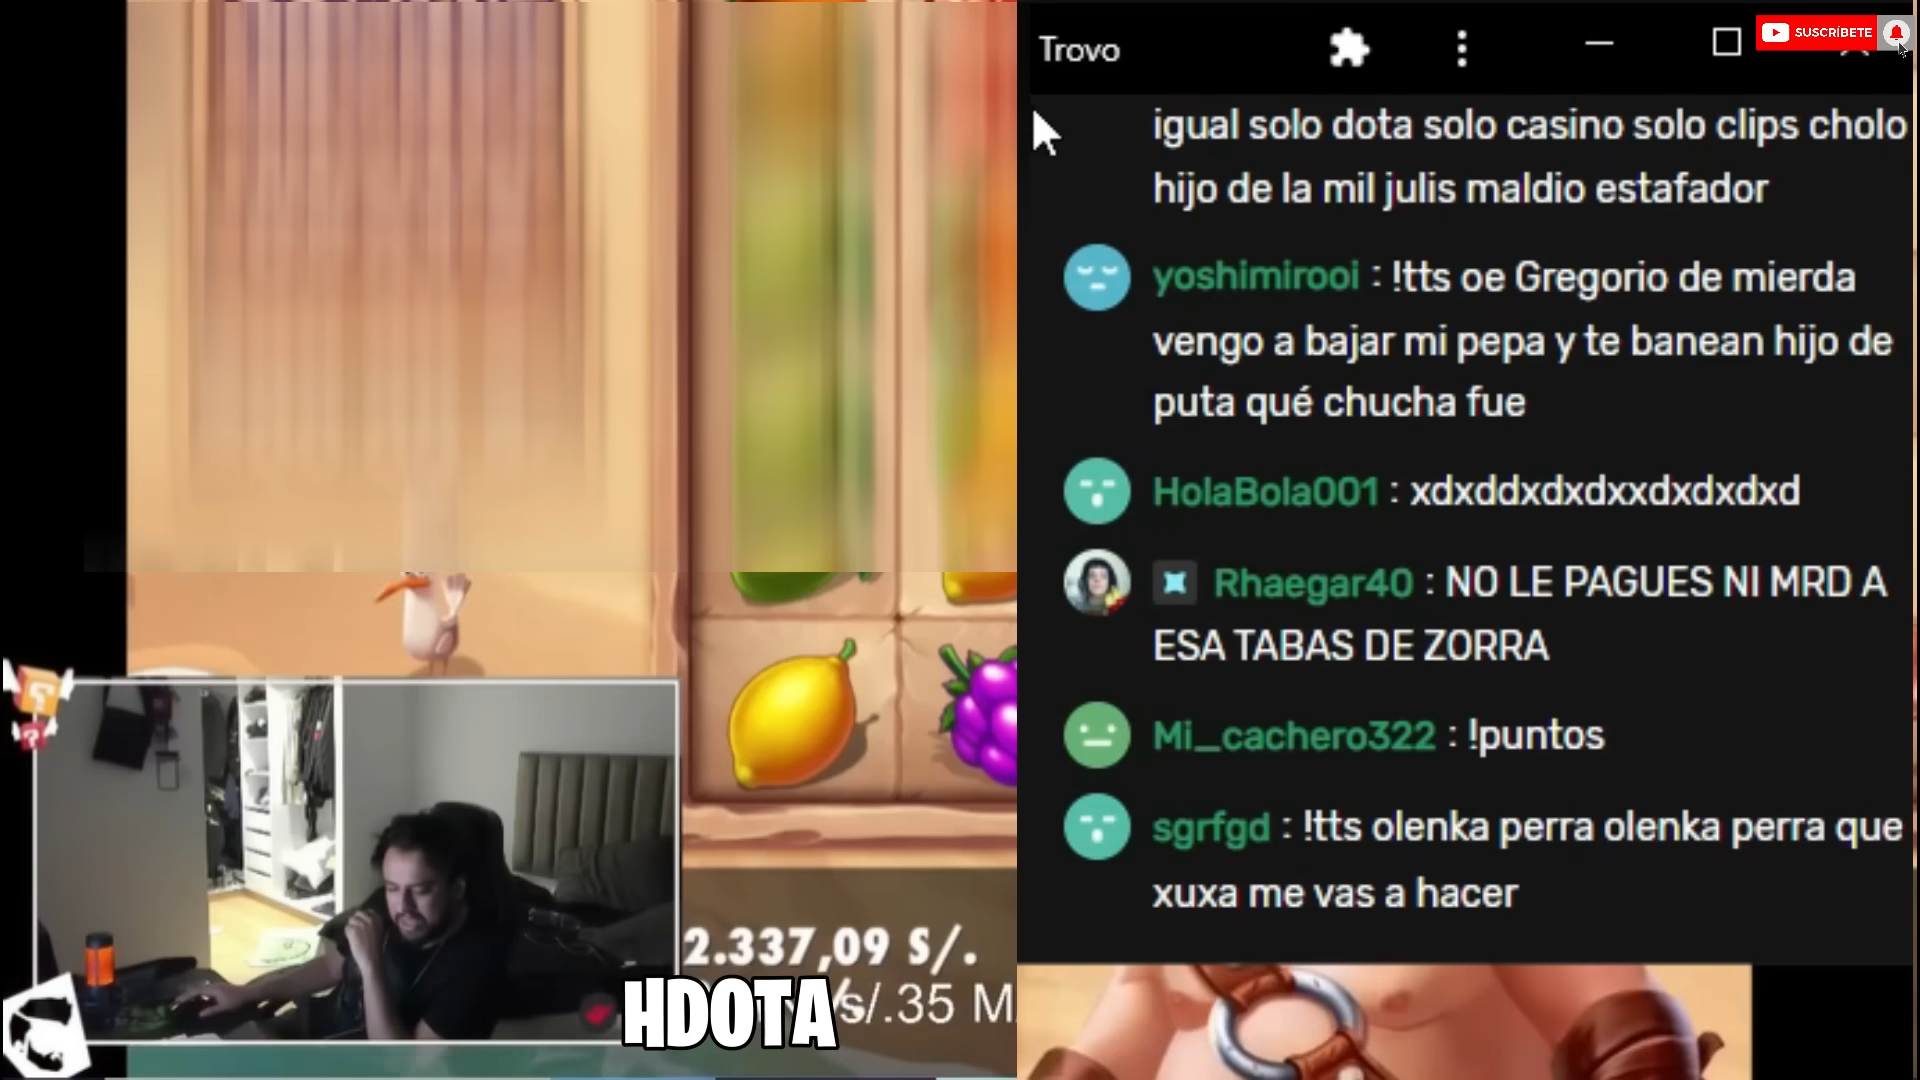 Trovo
SUSCRÍBETE
igual solo dota solo casino solo clips cholo
hijo de la mil julis maldio estafador
yoshimirooi : !tts oe Gregorio de mierda
vengo a bajar mi pepa y te banean hijo de
puta qué chucha fue
HolaBola001 : xdxddxdxdxxdxdxdxd
Rhaegar40 : NO LE PAGUES NI MRD A
ESA TABAS DE ZORRA
Mi_cachero322 : !puntos
sgrfgd : !tts olenka perra olenka perra que
xuxa me vas a hacer
2.337,09 S/.
HDOTA
s/.35 M